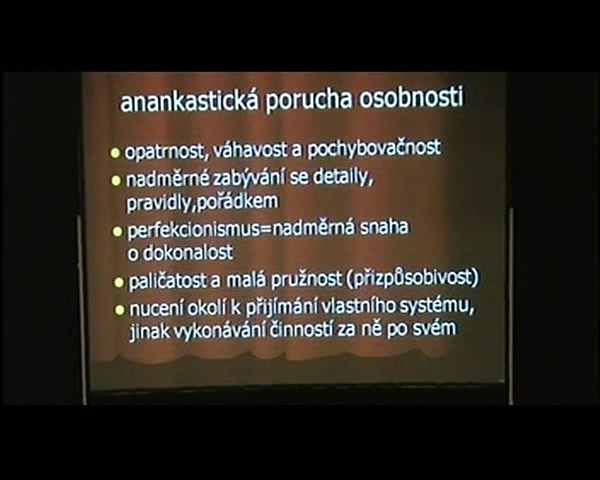 anankastická porucha osobnosti
• opatrnost, váhavost a pochybovačnost
• nadměrné zabývání se detaily,
pravidly,pořádkem
• perfekcionismus=nadměrná snaha
o dokonalost
• paličatost a malá pružnost (přizpůsobivost)
• nucení okolí k přijímání vlastního systému,
jinak vykonávání činností za ně po svém